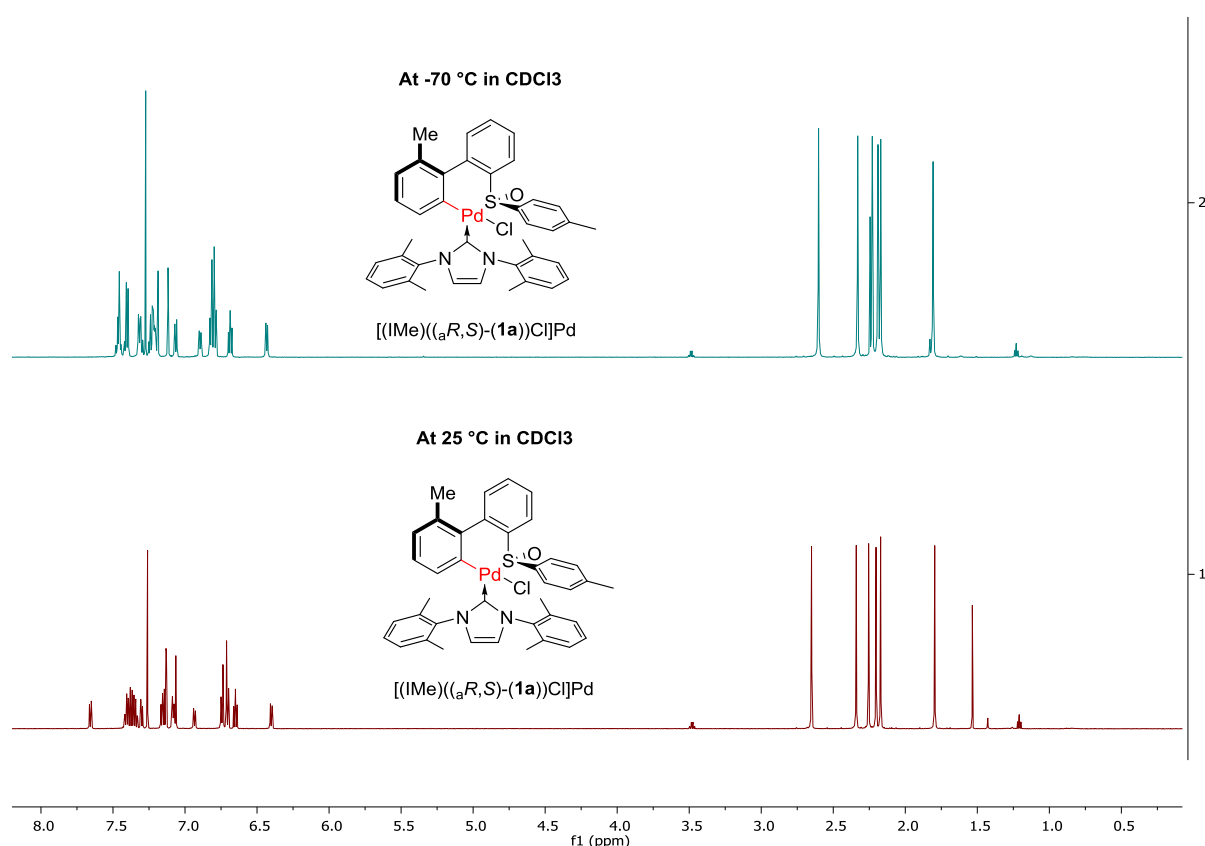 At -70 °C in CDCl3
Me
S
O
Pd
Cl
N
N
[(IMe)((aR,S)-(1a))Cl]Pd
2
At 25 °C in CDCl3
Me
S
O
Pd
Cl
N
N
[(IMe)((aR,S)-(1a))Cl]Pd
1
8.0 7.5 7.0 6.5 6.0 5.5 5.0 4.5 4.0 3.5 3.0 2.5 2.0 1.5 1.0 0.5
f1 (ppm)